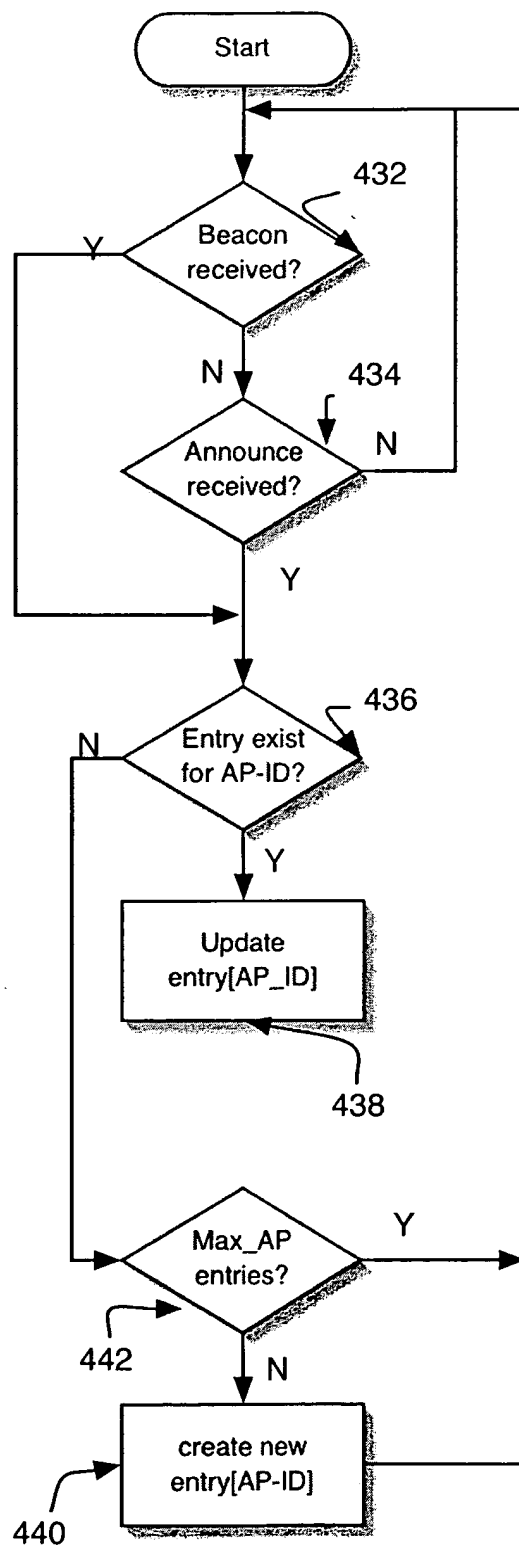 Start
432
Y
Beacon
received?
N
434
Announce
received?
N
Y
436
N
Entry exist
for AP-ID?
Y
Update
entry[AP_ID]
438
Max_AP
entries?
Y
442
N
create new
entry[AP-ID]
440